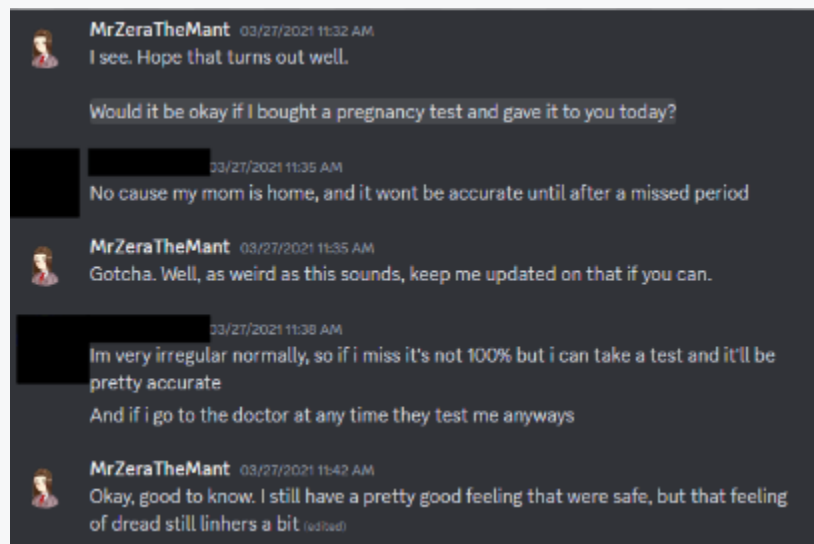 MrZeraTheMant 03/27/2021 11:32 AM
I see. Hope that turns out well.
Would it be okay if I bought a pregnancy test and gave it to you today?
03/27/2021 11:35 AM
No cause my mom is home, and it wont be accurate until after a missed period
MrZeraTheMant 03/27/2021 11:35 AM
Gotcha. Well, as weird as this sounds, keep me updated on that if you can.
03/27/2021 11:38 AM
Im very irregular normally, so if i miss it's not 100% but i can take a test and it'll be
pretty accurate
And if i go to the doctor at any time they test me anyways
MrZeraTheMant 03/27/2021 11:42 AM
Okay, good to know. I still have a pretty good feeling that were safe, but that feeling
of dread still linhers a bit (edited)